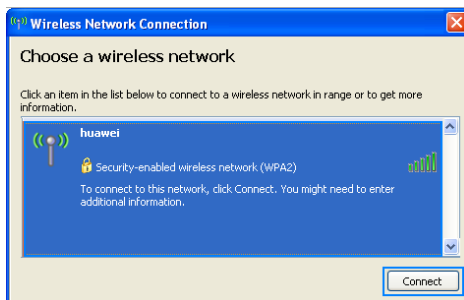 Wireless Network Connection
Choose a wireless network
Click an item in the list below to connect to a wireless network in range or to get more
information.
huawei
Security-enabled wireless network (WPA2)
To connect to this network, click Connect. You might need to enter
additional information.
Connect